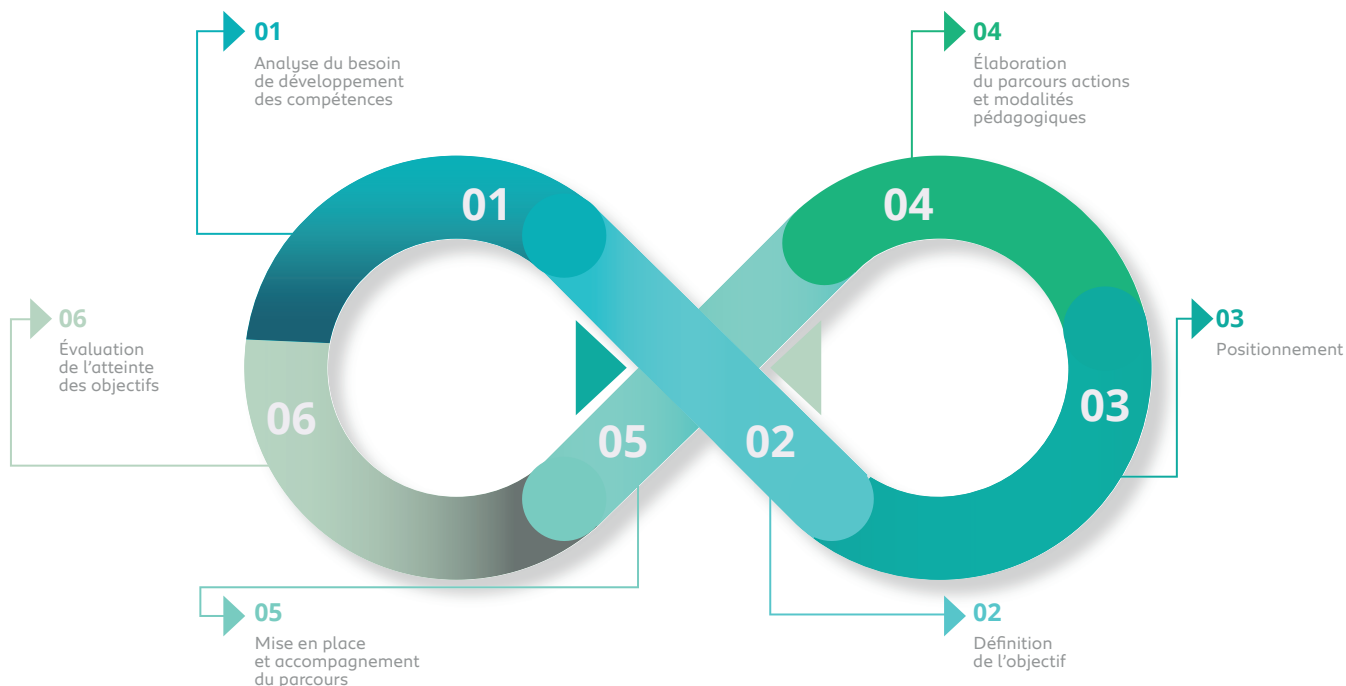 01
Analyse du besoin
de développement
des compétences
04
Élaboration
du parcours actions
et modalités
pédagogiques
01
04
06
Évaluation
de l'atteinte
des objectifs
03
Positionnement
06
05
02
03
05
Mise en place
et accompagnement
du parcours
02
Définition
de l'objectif